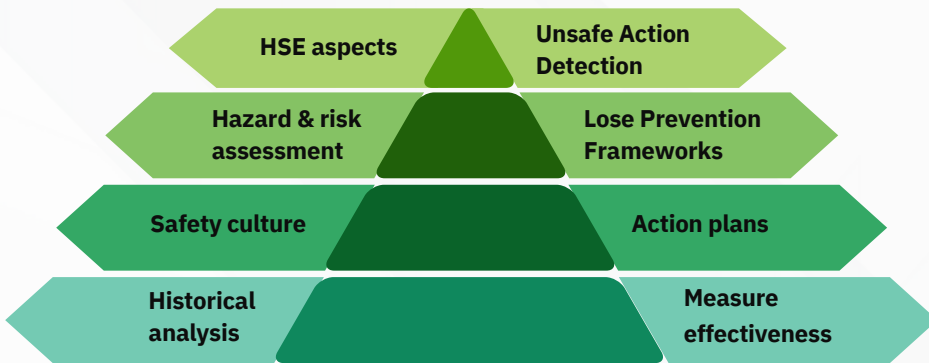 HSE aspects
Unsafe Action
Detection
Hazard & risk
assessment
Lose Prevention
Frameworks
Safety culture
Action plans
Historical
analysis
Measure
effectiveness